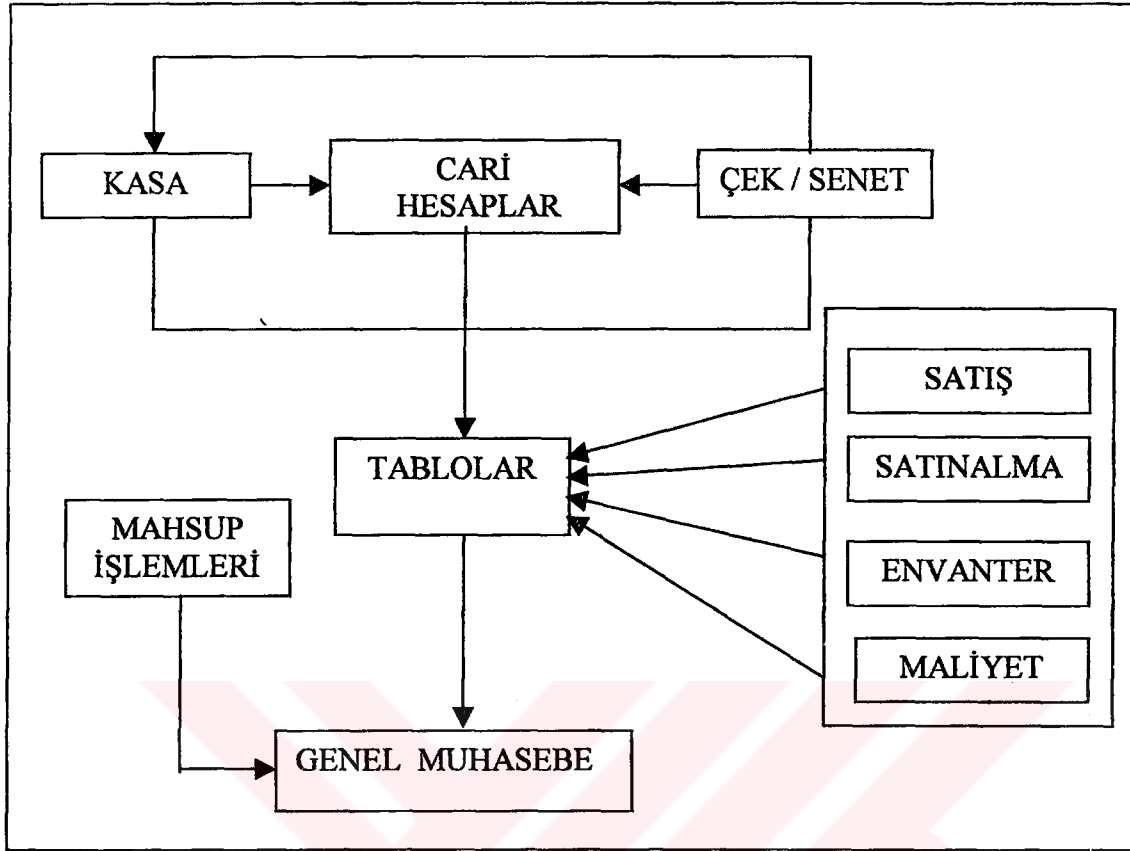 KASA
CARİ
HESAPLAR
ÇEK / SENET
SATIŞ
TABLOLAR
SATINALMA
MAHSUP
İŞLEMLERİ
ENVANTER
MALİYET
GENEL MUHASEBE